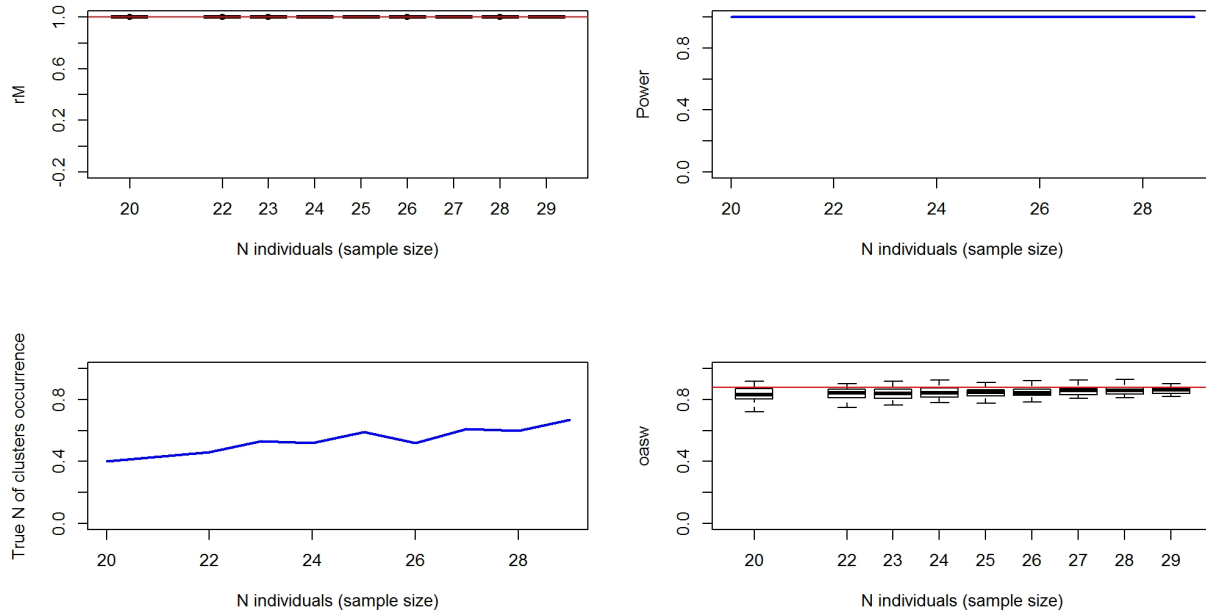 rM
1.0
0.6
0.2
-0.2
20 22 23 24 25 26 27 28 29
N individuals (sample size)
Power
0.8
0.4
0.0
20 22 24 26 28
N individuals (sample size)
True N of clusters occurrence
0.8
0.4
0.0
20 22 24 26 28
N individuals (sample size)
oasw
0.8
0.4
0.0
20 22 23 24 25 26 27 28 29
N individuals (sample size)